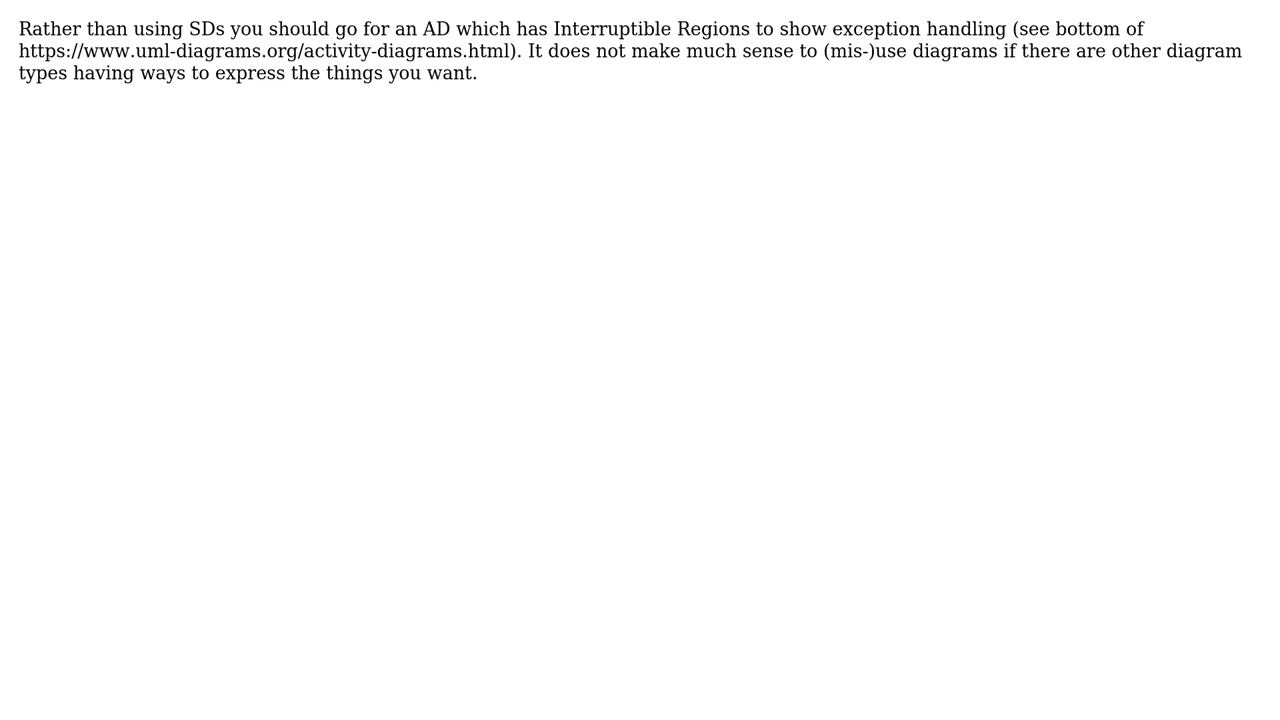 Rather than using SDs you should go for an AD which has Interruptible Regions to show exception handling (see bottom of
https://www.uml-diagrams.org/activity-diagrams.html). It does not make much sense to (mis-)use diagrams if there are other diagram
types having ways to express the things you want.